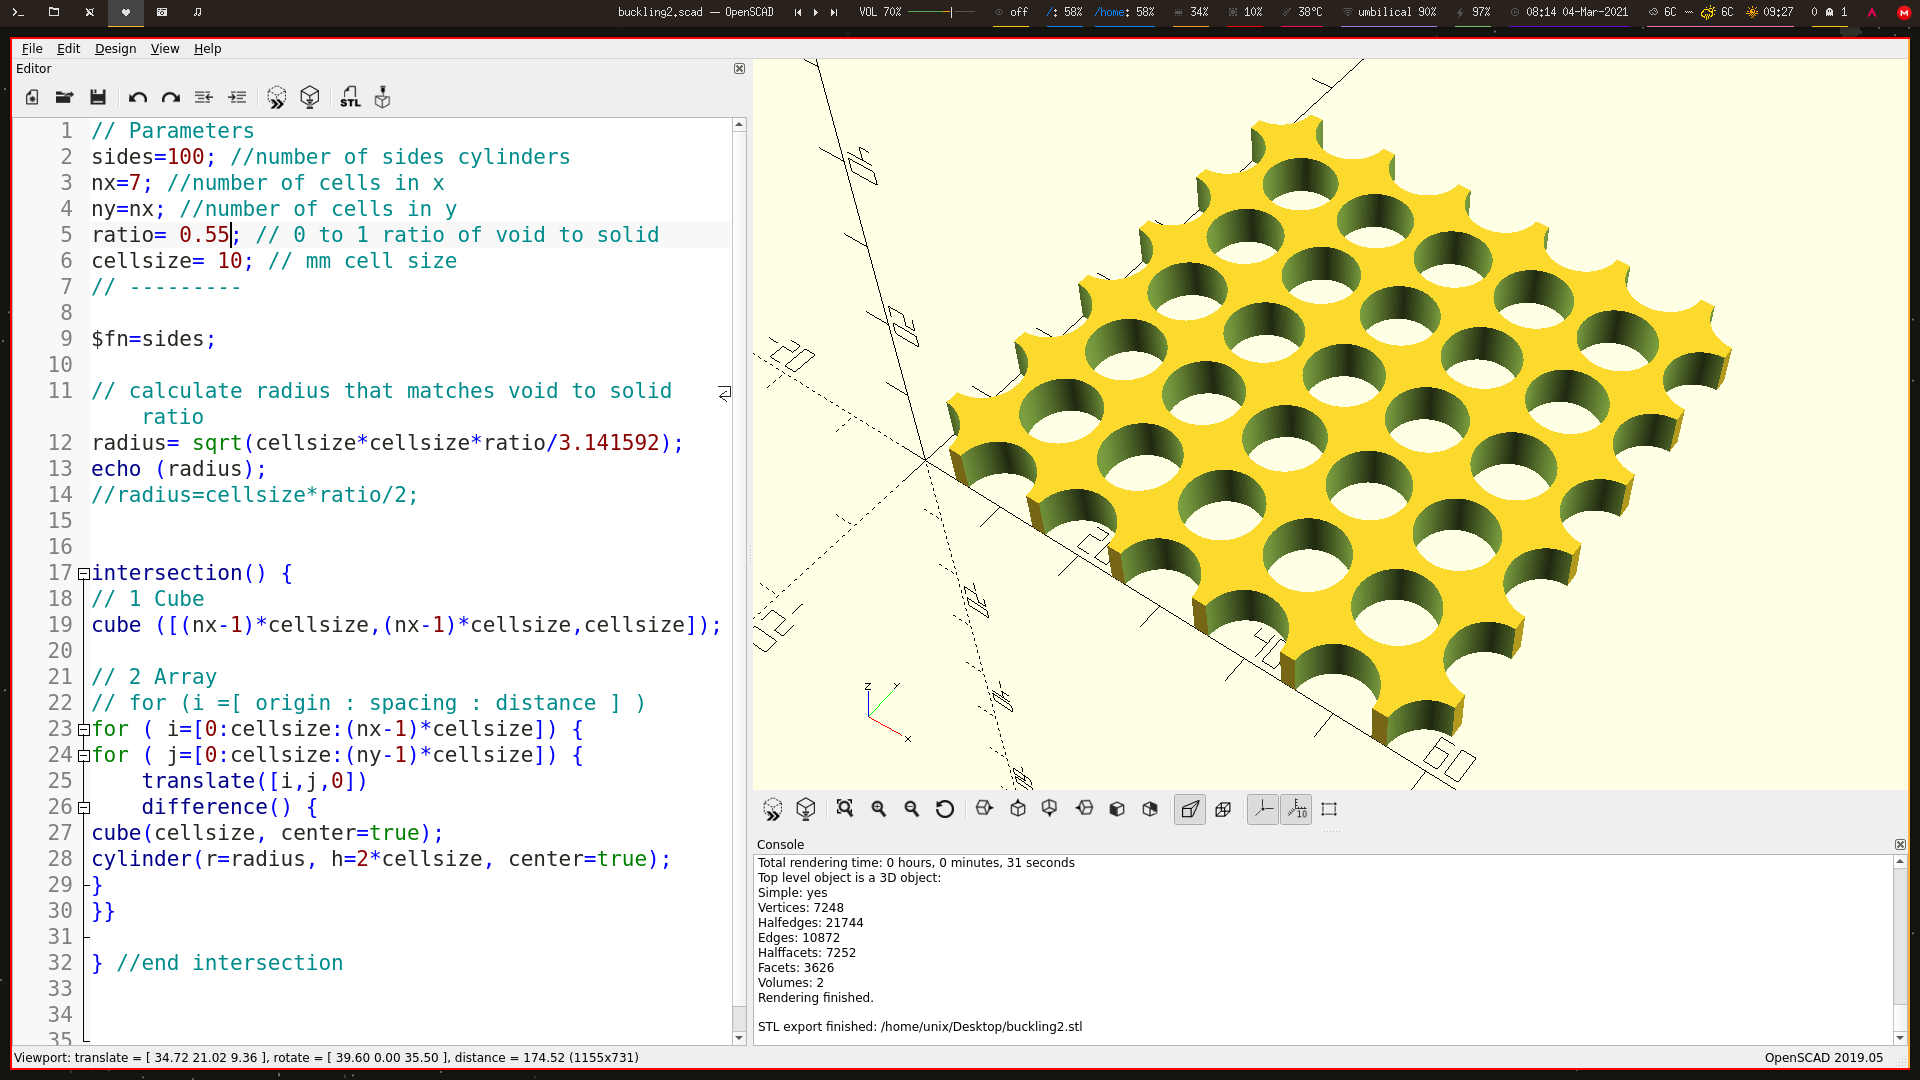 buckling2.scad — OpenSCAD
VOL 70%
off
/: 58%
/home: 58%
34%
10%
38°C
umbilical 90%
97%
08:14 04-Mar-2021
6C
6C
09:27
0
1
File Edit Design View Help
Editor
STL
1 // Parameters
2 sides=100; //number of sides cylinders
3 nx=7; //number of cells in x
4 ny=nx; //number of cells in y
5 ratio= 0.55; // 0 to 1 ratio of void to solid
6 cellsize= 10; // mm cell size
7 // ---------
8
9 $fn=sides;
10
11 // calculate radius that matches void to solid
ratio
12 radius= sqrt(cellsize*cellsize*ratio/3.141592);
13 echo (radius);
14 //radius=cellsize*ratio/2;
15
16
17 intersection() {
18 // 1 Cube
19 cube ([(nx-1)*cellsize,(nx-1)*cellsize,cellsize]);
20
21 // 2 Array
22 // for (i =[ origin : spacing : distance ] )
23 for ( i=[0:cellsize:(nx-1)*cellsize]) {
24 for ( j=[0:cellsize:(ny-1)*cellsize]) {
25 translate([i,j,0])
26 difference() {
27 cube(cellsize, center=true);
28 cylinder(r=radius, h=2*cellsize, center=true);
29 }
30 }}
31
32 } //end intersection
33
34
35
20
40
60
z
y
x
10
Console
Total rendering time: 0 hours, 0 minutes, 31 seconds
Top level object is a 3D object:
Simple: yes
Vertices: 7248
Halfedges: 21744
Edges: 10872
Halffacets: 7252
Facets: 3626
Volumes: 2
Rendering finished.
STL export finished: /home/unix/Desktop/buckling2.stl
Viewport: translate = [ 34.72 21.02 9.36 ], rotate = [ 39.60 0.00 35.50 ], distance = 174.52 (1155x731)
OpenSCAD 2019.05